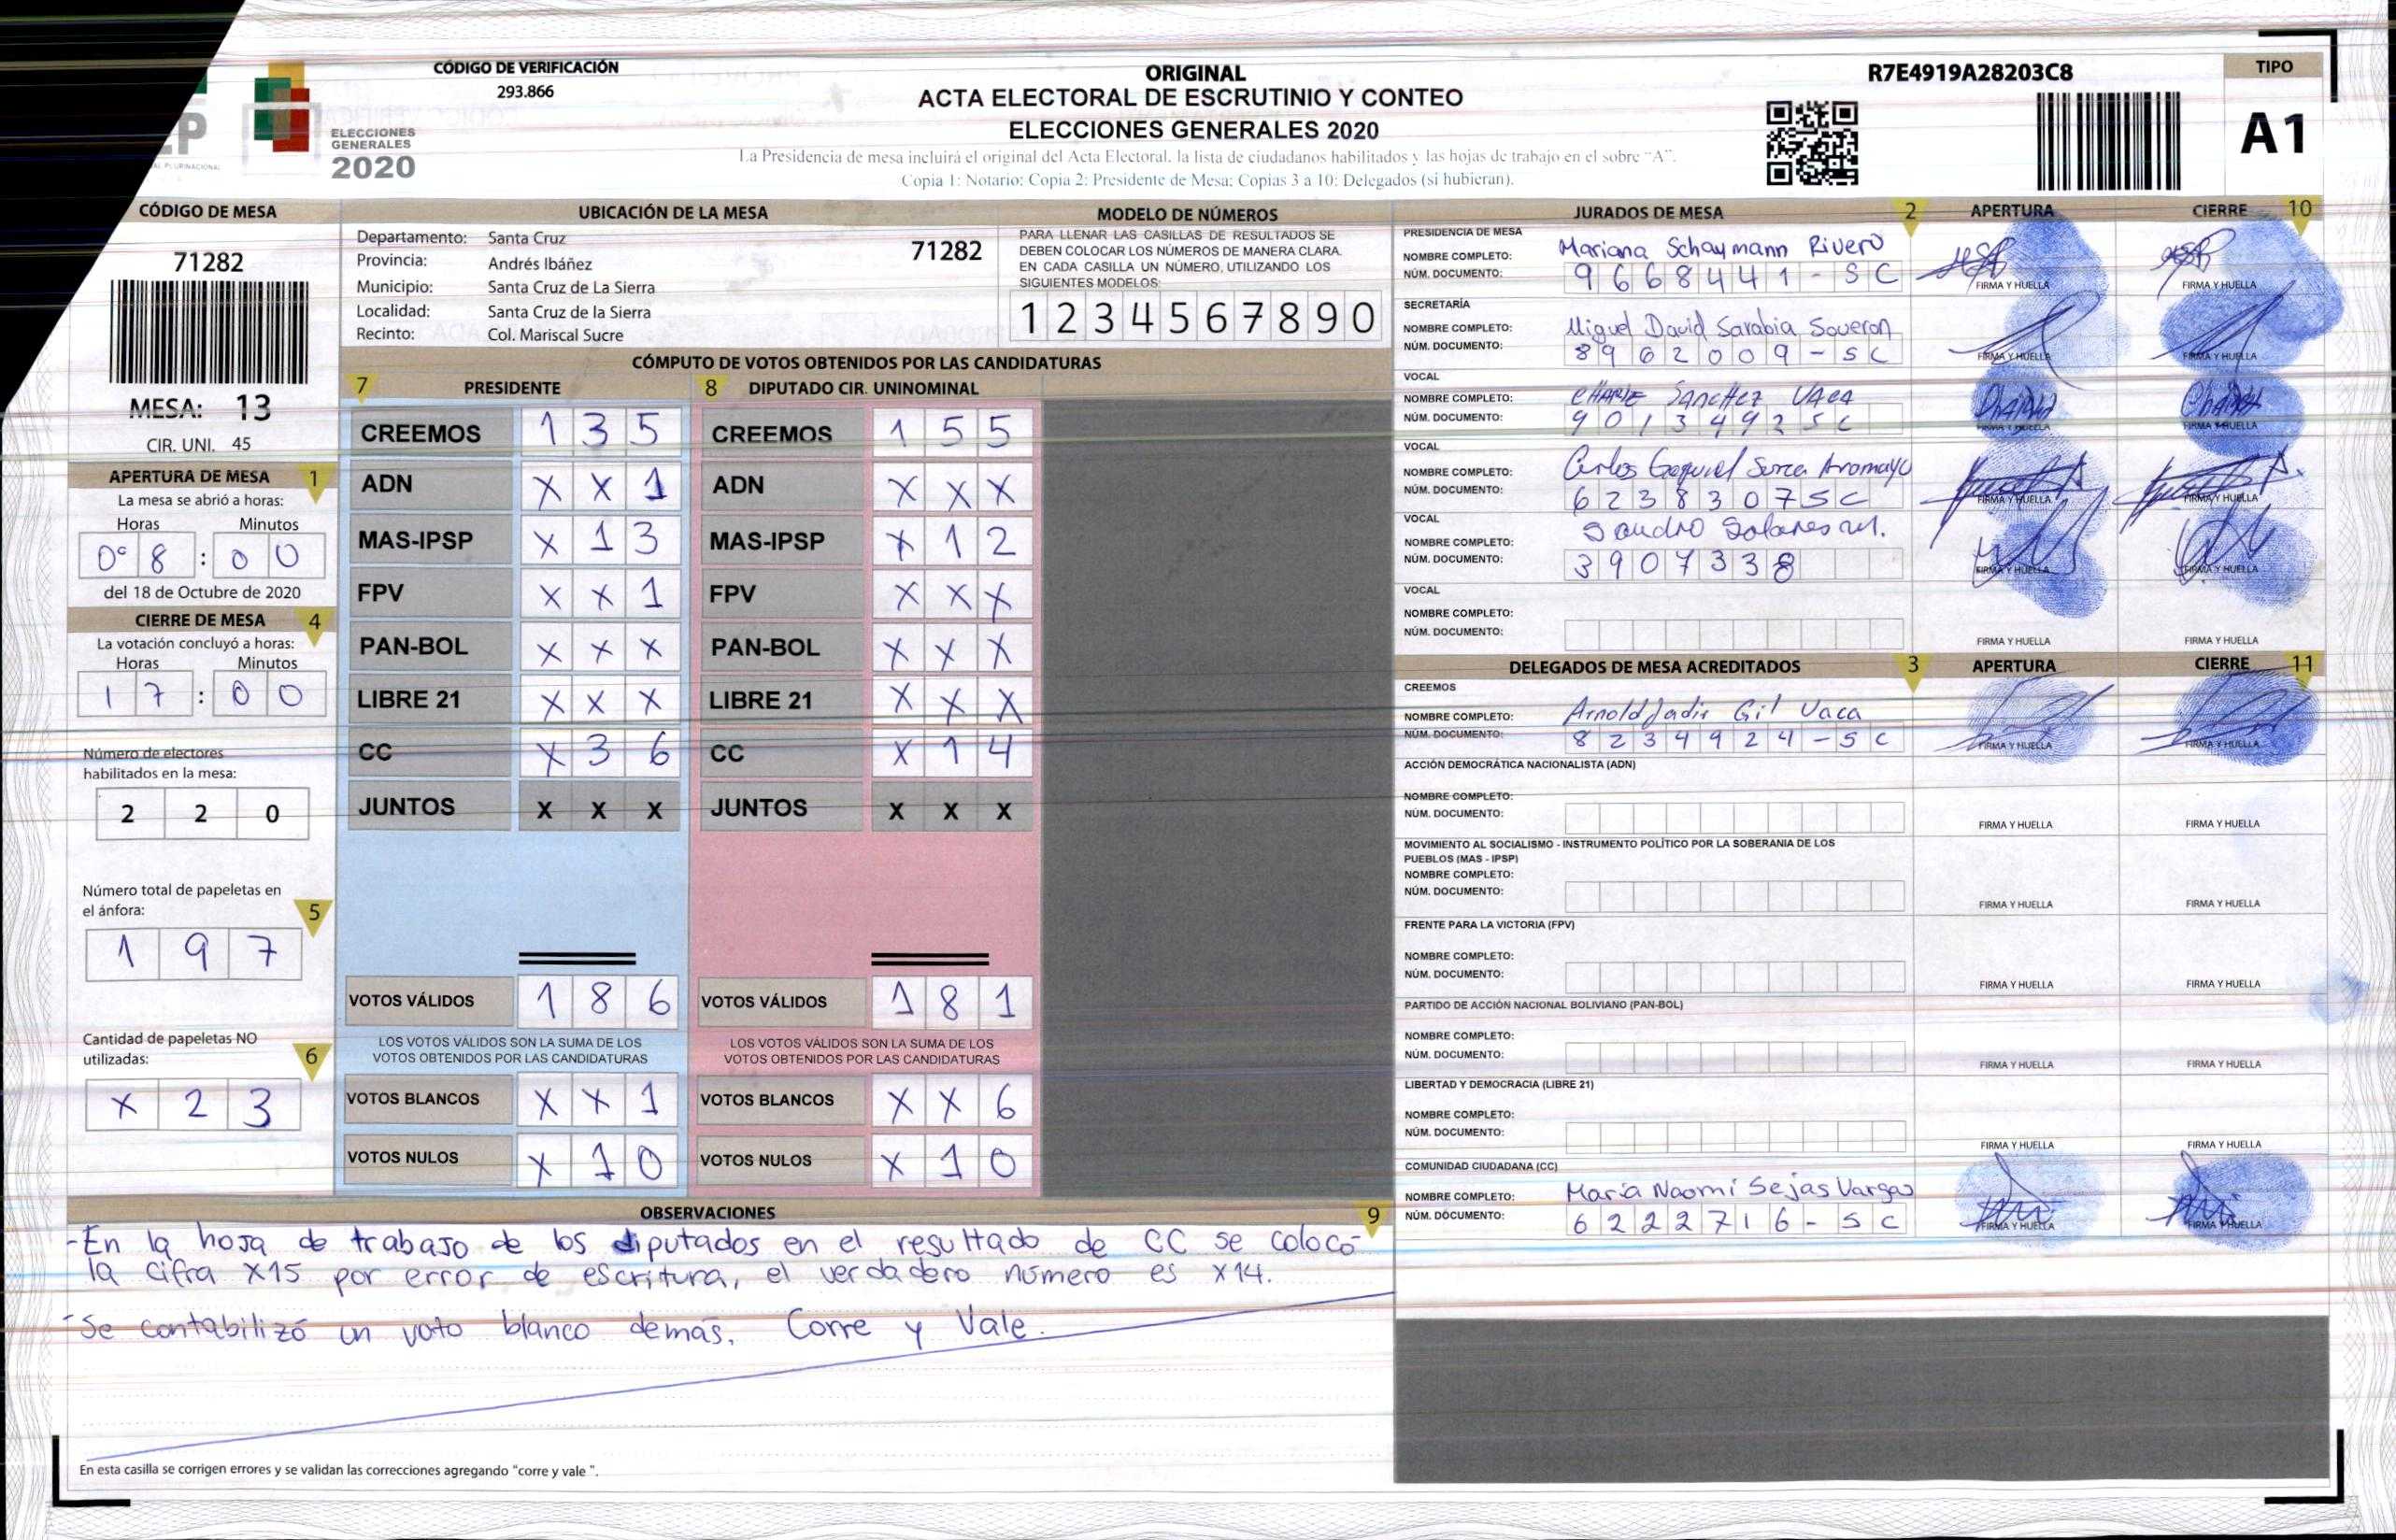 CÓDIGO DE VERIFICACIÓN
293.866
ELECCIONES
GENERALES
2020
ORIGINAL
ACTA ELECTORAL DE ESCRUTINIO Y CONTEO
ELECCIONES GENERALES 2020
La Presidencia de mesa incluirá el original del Acta Electoral, la lista de ciudadanos habilitados y las hojas de trabajo en el sobre "A".
Copia 1: Notario; Copia 2: Presidente de Mesa; Copias 3 a 10: Delegados (si hubieran).
R7E4919A28203C8
TIPO
A1
CÓDIGO DE MESA
71282
MESA: 13
CIR. UNI. 45
APERTURA DE MESA 1
La mesa se abrió a horas:
Horas Minutos
08 : 00
del 18 de Octubre de 2020
CIERRE DE MESA 4
La votación concluyó a horas:
Horas Minutos
17 : 00
Número de electores
habilitados en la mesa:
2 2 0
Número total de papeletas en
el ánfora: 5
1 9 7
Cantidad de papeletas NO
utilizadas: 6
X 2 3
UBICACIÓN DE LA MESA
Departamento: Santa Cruz 71282
Provincia: Andrés Ibáñez
Municipio: Santa Cruz de La Sierra
Localidad: Santa Cruz de la Sierra
Recinto: Col. Mariscal Sucre
MODELO DE NÚMEROS
PARA LLENAR LAS CASILLAS DE RESULTADOS SE
DEBEN COLOCAR LOS NÚMEROS DE MANERA CLARA.
EN CADA CASILLA UN NÚMERO, UTILIZANDO LOS
SIGUIENTES MODELOS:
1 2 3 4 5 6 7 8 9 0
CÓMPUTO DE VOTOS OBTENIDOS POR LAS CANDIDATURAS
7 PRESIDENTE 8 DIPUTADO CIR. UNINOMINAL
CREEMOS 1 3 5 CREEMOS 1 5 5
ADN X X 1 ADN X X X
MAS-IPSP X 1 3 MAS-IPSP X 1 2
FPV X X 1 FPV X X X
PAN-BOL X X X PAN-BOL X X X
LIBRE 21 X X X LIBRE 21 X X X
CC X 3 6 CC X 1 4
JUNTOS X X X JUNTOS X X X
VOTOS VÁLIDOS 1 8 6 VOTOS VÁLIDOS 1 8 1
LOS VOTOS VÁLIDOS SON LA SUMA DE LOS LOS VOTOS VÁLIDOS SON LA SUMA DE LOS
VOTOS OBTENIDOS POR LAS CANDIDATURAS VOTOS OBTENIDOS POR LAS CANDIDATURAS
VOTOS BLANCOS X X 1 VOTOS BLANCOS X X 6
VOTOS NULOS X 1 0 VOTOS NULOS X 1 0
OBSERVACIONES 9
-En la hoja de trabajo de los diputados en el resultado de CC se colocó
la cifra X15 por error de escritura, el verdadero número es X14.
-Se contabilizó un voto blanco demás. Corre y Vale.
En esta casilla se corrigen errores y se validan las correcciones agregando "corre y vale ".
JURADOS DE MESA 2 APERTURA CIERRE 10
PRESIDENCIA DE MESA
NOMBRE COMPLETO: Mariana Schaymann Rivero
NÚM. DOCUMENTO: 9668441-SC FIRMA Y HUELLA FIRMA Y HUELLA
SECRETARÍA
NOMBRE COMPLETO: Miguel David Sarabia Soveron
NÚM. DOCUMENTO: 8962009-SC FIRMA Y HUELLA FIRMA Y HUELLA
VOCAL
NOMBRE COMPLETO: Sanchez Vaca
NÚM. DOCUMENTO: 9013492SC FIRMA Y HUELLA FIRMA Y HUELLA
VOCAL
NOMBRE COMPLETO: Carlos Ezequiel Aramayo
NÚM. DOCUMENTO: 6238307SC FIRMA Y HUELLA FIRMA Y HUELLA
VOCAL
NOMBRE COMPLETO: Sandro Solares M.
NÚM. DOCUMENTO: 3907338 FIRMA Y HUELLA FIRMA Y HUELLA
VOCAL
NOMBRE COMPLETO:
NÚM. DOCUMENTO: FIRMA Y HUELLA FIRMA Y HUELLA
DELEGADOS DE MESA ACREDITADOS 3 APERTURA CIERRE 11
CREEMOS
NOMBRE COMPLETO: Arnold Jadir Gil Vaca
NÚM. DOCUMENTO: 8234924-SC FIRMA Y HUELLA FIRMA Y HUELLA
ACCIÓN DEMOCRÁTICA NACIONALISTA (ADN)
NOMBRE COMPLETO:
NÚM. DOCUMENTO: FIRMA Y HUELLA FIRMA Y HUELLA
MOVIMIENTO AL SOCIALISMO - INSTRUMENTO POLÍTICO POR LA SOBERANIA DE LOS
PUEBLOS (MAS - IPSP)
NOMBRE COMPLETO:
NÚM. DOCUMENTO: FIRMA Y HUELLA FIRMA Y HUELLA
FRENTE PARA LA VICTORIA (FPV)
NOMBRE COMPLETO:
NÚM. DOCUMENTO: FIRMA Y HUELLA FIRMA Y HUELLA
PARTIDO DE ACCIÓN NACIONAL BOLIVIANO (PAN-BOL)
NOMBRE COMPLETO:
NÚM. DOCUMENTO: FIRMA Y HUELLA FIRMA Y HUELLA
LIBERTAD Y DEMOCRACIA (LIBRE 21)
NOMBRE COMPLETO:
NÚM. DOCUMENTO: FIRMA Y HUELLA FIRMA Y HUELLA
COMUNIDAD CIUDADANA (CC)
NOMBRE COMPLETO: Maria Naomi Sejas Vargas
NÚM. DOCUMENTO: 6222716-SC FIRMA Y HUELLA FIRMA Y HUELLA